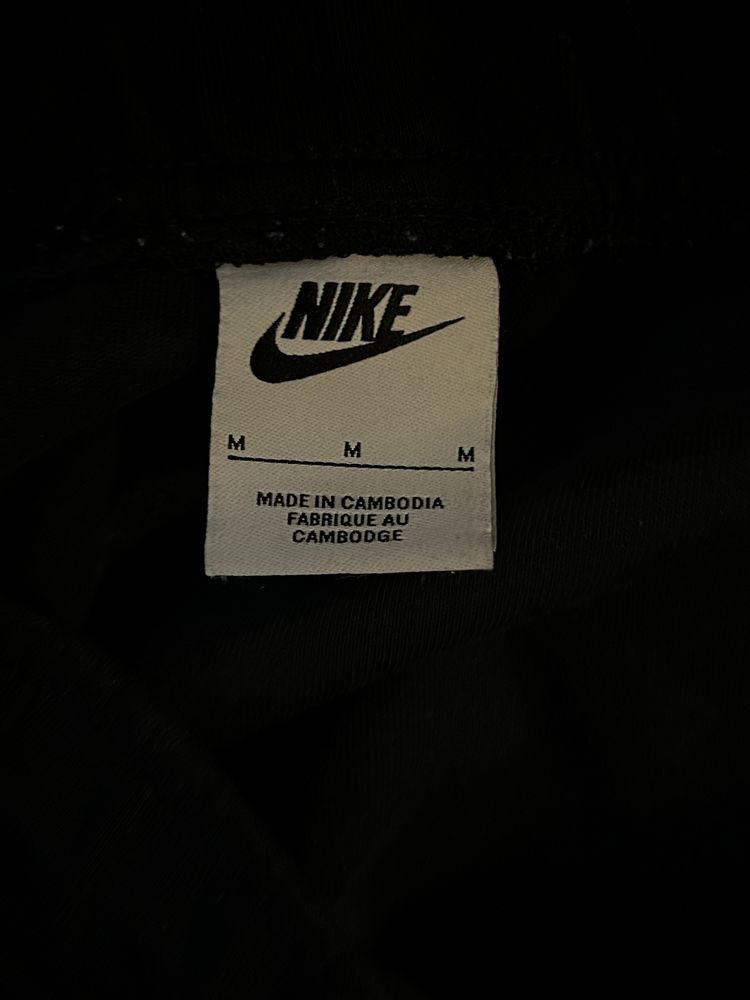 NIKE
M M M
MADE IN CAMBODIA
FABRIQUE AU
CAMBODGE